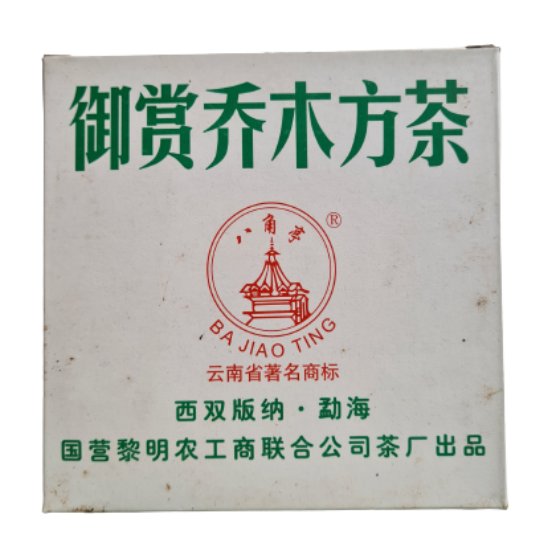 御赏乔木方茶
八角亭
®
BA JIAO TING
云南省著名商标
西双版纳·勐海
国营黎明农工商联合公司茶厂出品